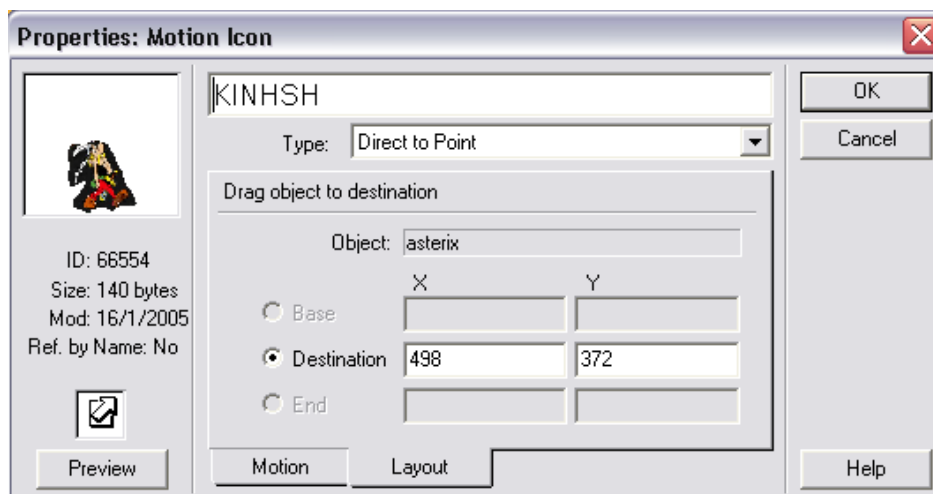 Properties: Motion Icon
KINHSH
OK
Type: Direct to Point
Cancel
Drag object to destination
Object: asterix
ID: 66554
Size: 140 bytes
Mod: 16/1/2005
Ref. by Name: No
X Y
Base
Destination 498 372
End
Preview
Motion Layout
Help